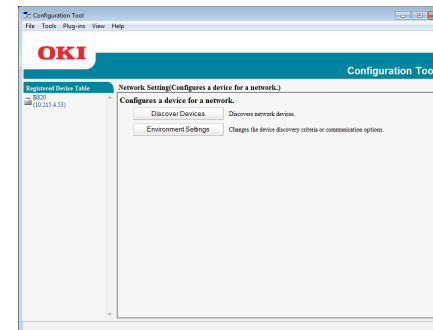 Configuration Tool
File Tools Plug-ins View Help
OKI
Configuration Too
Registered Device Table
Network Setting(Configures a device for a network.)
B820
(10.215.4.53)
Configures a device for a network.
Discover Devices
Discovers network devices.
Environment Settings
Changes the device discovery criteria or communication options.